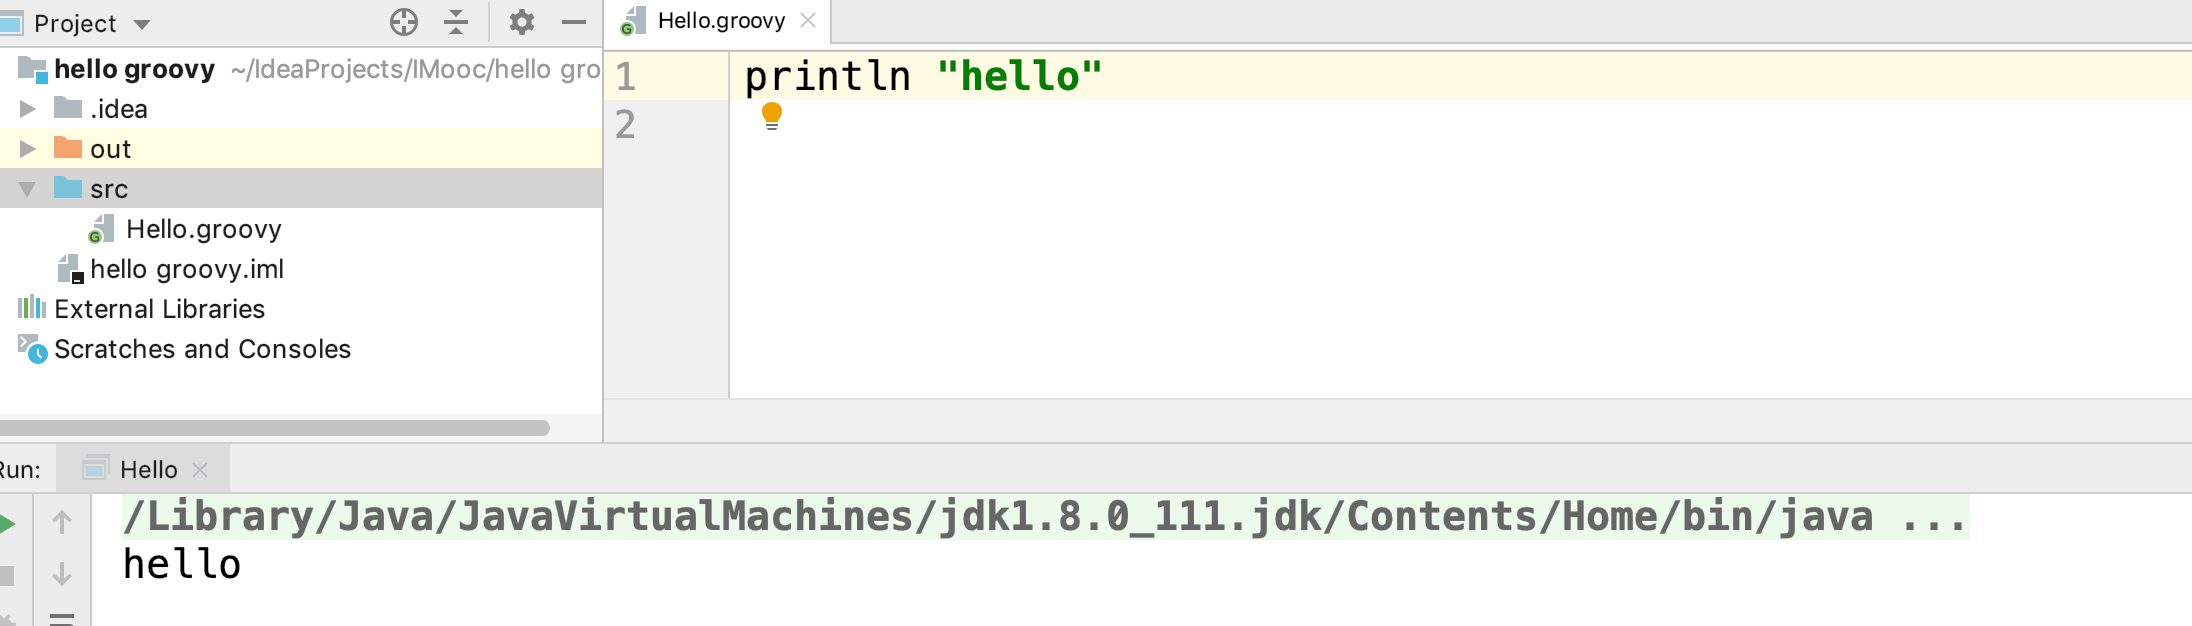 Project
hello groovy ~/IdeaProjects/IMooc/hello gro
.idea
out
src
Hello.groovy
hello groovy.iml
External Libraries
Scratches and Consoles
Hello.groovy
1 println "hello"
2
Run:
Hello
/Library/Java/JavaVirtualMachines/jdk1.8.0_111.jdk/Contents/Home/bin/java ...
hello